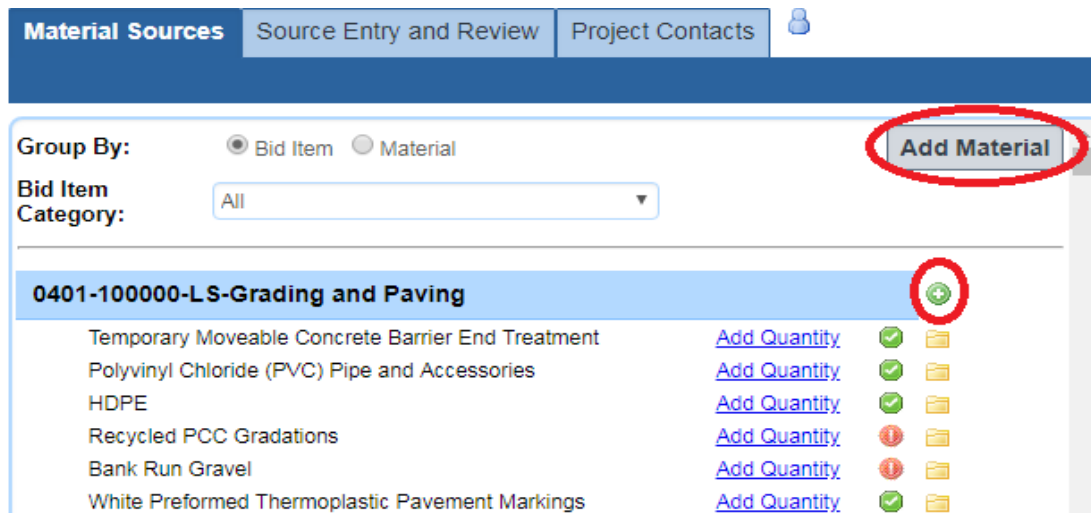 Material Sources Source Entry and Review Project Contacts
Group By: Bid Item Material Add Material
Bid Item
Category: All
0401-100000-LS-Grading and Paving
Temporary Moveable Concrete Barrier End Treatment Add Quantity
Polyvinyl Chloride (PVC) Pipe and Accessories Add Quantity
HDPE Add Quantity
Recycled PCC Gradations Add Quantity
Bank Run Gravel Add Quantity
White Preformed Thermoplastic Pavement Markings Add Quantity